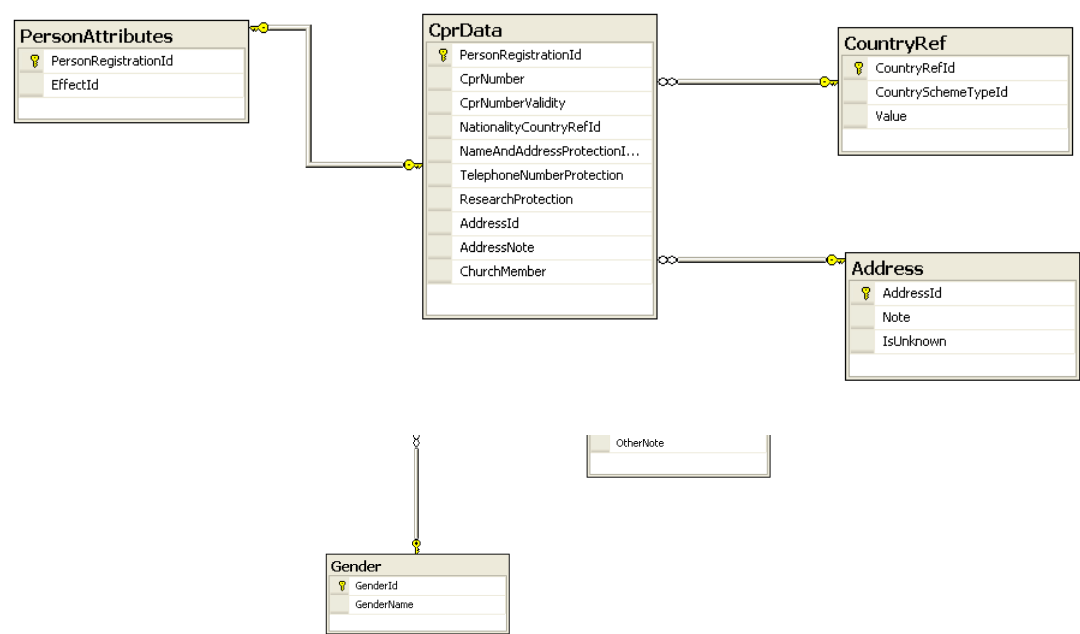 PersonAttributes
PersonRegistrationId
EffectId
CprData
PersonRegistrationId
CprNumber
CprNumberValidity
NationalityCountryRefId
NameAndAddressProtectionI...
TelephoneNumberProtection
ResearchProtection
AddressId
AddressNote
ChurchMember
CountryRef
CountryRefId
CountrySchemeTypeId
Value
Address
AddressId
Note
IsUnknown
OtherNote
Gender
GenderId
GenderName